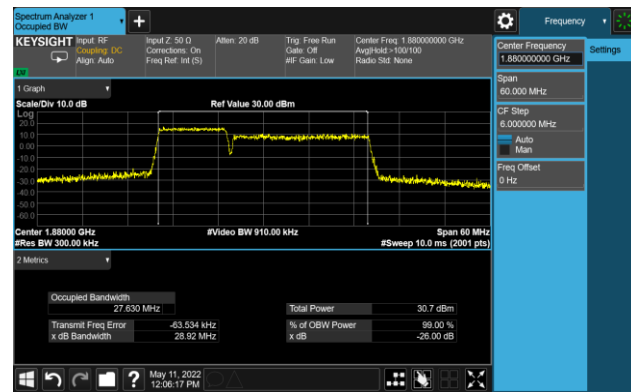 Spectrum Analyzer 1
Occupied BW
Frequency
KEYSIGHT
Input: RF
Coupling: DC
Align: Auto
Input Z: 50 Ω
Corrections: On
Freq Ref: Int (S)
Atten: 20 dB
Trig: Free Run
Gate: Off
#IF Gain: Low
Center Freq: 1.880000000 GHz
Avg|Hold:>100/100
Radio Std: None
Center Frequency
1.880000000 GHz
Settings
Span
60.000 MHz
CF Step
6.000000 MHz
Auto
Man
Freq Offset
0 Hz
1 Graph
Scale/Div 10.0 dB
Ref Value 30.00 dBm
Log
20.0
10.0
0.00
-10.0
-20.0
-30.0
-40.0
-50.0
-60.0
Center 1.88000 GHz
#Video BW 910.00 kHz
Span 60 MHz
#Res BW 300.00 kHz
#Sweep 10.0 ms (2001 pts)
2 Metrics
Occupied Bandwidth
27.630 MHz
Total Power
30.7 dBm
Transmit Freq Error
-63.534 kHz
% of OBW Power
99.00 %
x dB Bandwidth
28.92 MHz
x dB
-26.00 dB
?
May 11, 2022
12:06:17 PM